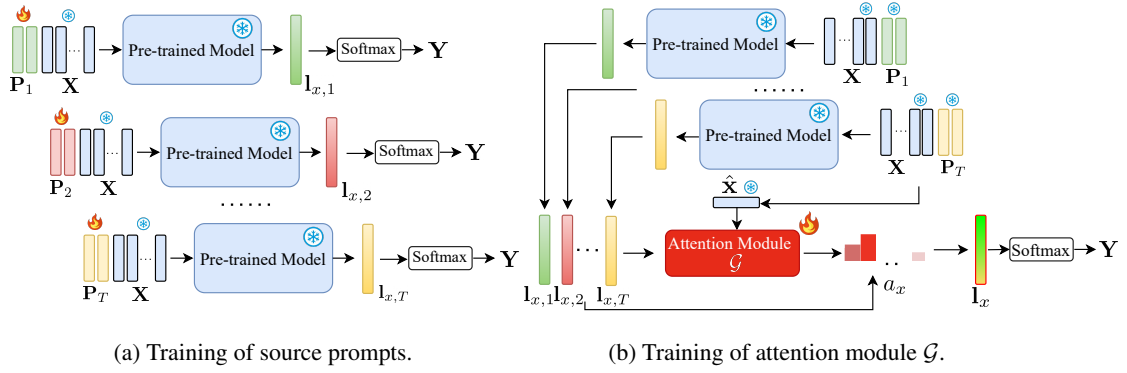 Pre-trained Model
Softmax
Y
P1
X
lx,1
Pre-trained Model
Softmax
Y
P2
X
lx,2
......
Pre-trained Model
Softmax
Y
PT
X
lx,T
(a) Training of source prompts.
Pre-trained Model
X
P1
......
Pre-trained Model
X
PT
x̂
Attention Module
𝒢
lx,1
lx,2
...
lx,T
ax
lx
Softmax
Y
(b) Training of attention module 𝒢.